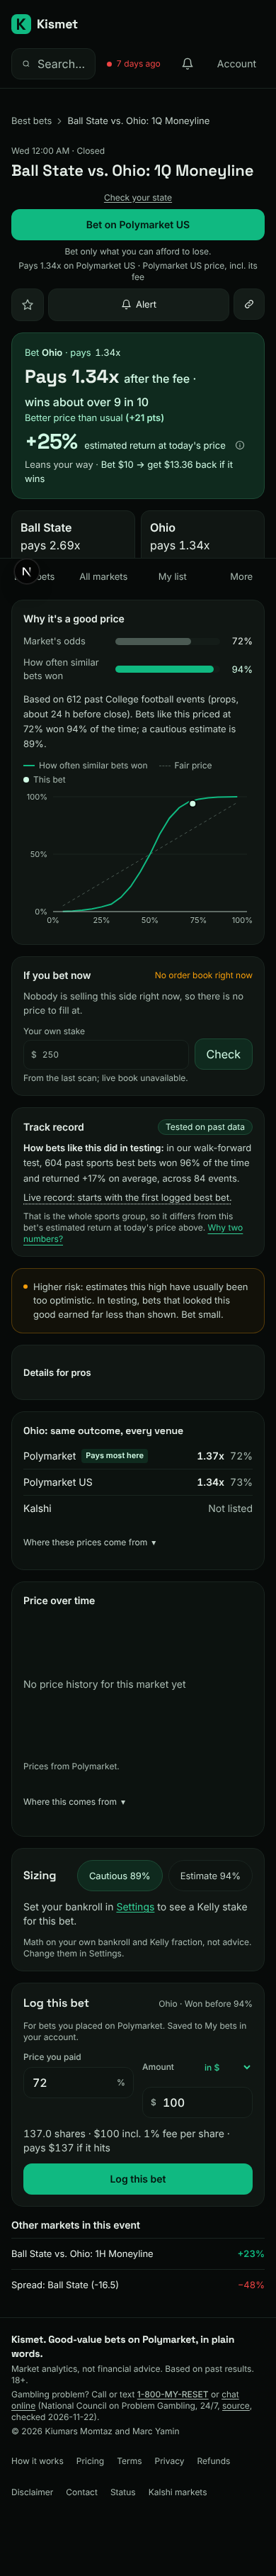 Kismet
Search...
7 days ago
Account
Best bets > Ball State vs. Ohio: 1Q Moneyline
Wed 12:00 AM · Closed
Ball State vs. Ohio: 1Q Moneyline
Check your state
Bet on Polymarket US
Bet only what you can afford to lose.
Pays 1.34x on Polymarket US · Polymarket US price, incl. its
fee
Alert
Bet Ohio · pays 1.34x
Pays 1.34x after the fee ·
wins about over 9 in 10
Better price than usual (+21 pts)
+25% estimated return at today's price
Leans your way · Bet $10 → get $13.36 back if it
wins
Ball State
pays 2.69x
Ohio
pays 1.34x
N
bets
All markets
My list
More
Why it's a good price
Market's odds
72%
How often similar
bets won
94%
Based on 612 past College football events (props,
about 24 h before close). Bets like this priced at
72% won 94% of the time; a cautious estimate is
89%.
How often similar bets won
Fair price
This bet
100%
50%
0%
0%
25%
50%
75%
100%
If you bet now
No order book right now
Nobody is selling this side right now, so there is no
price to fill at.
Your own stake
$ 250
Check
From the last scan; live book unavailable.
Track record
Tested on past data
How bets like this did in testing: in our walk-forward
test, 604 past sports best bets won 96% of the time
and returned +17% on average, across 84 events.
Live record: starts with the first logged best bet.
That is the whole sports group, so it differs from this
bet's estimated return at today's price above. Why two
numbers?
Higher risk: estimates this high have usually been
too optimistic. In testing, bets that looked this
good earned far less than shown. Bet small.
Details for pros
Ohio: same outcome, every venue
Polymarket
Pays most here
1.37x 72%
Polymarket US
1.34x 73%
Kalshi
Not listed
Where these prices come from ▾
Price over time
No price history for this market yet
Prices from Polymarket.
Where this comes from ▾
Sizing
Cautious 89%
Estimate 94%
Set your bankroll in Settings to see a Kelly stake
for this bet.
Math on your own bankroll and Kelly fraction, not advice.
Change them in Settings.
Log this bet
Ohio · Won before 94%
For bets you placed on Polymarket. Saved to My bets in
your account.
Price you paid
72 %
Amount
in $
$ 100
137.0 shares · $100 incl. 1% fee per share ·
pays $137 if it hits
Log this bet
Other markets in this event
Ball State vs. Ohio: 1H Moneyline
+23%
Spread: Ball State (-16.5)
−48%
Kismet. Good-value bets on Polymarket, in plain
words.
Market analytics, not financial advice. Based on past results.
18+.
Gambling problem? Call or text 1-800-MY-RESET or chat
online (National Council on Problem Gambling, 24/7, source,
checked 2026-11-22).
© 2026 Kiumars Momtaz and Marc Yamin
How it works
Pricing
Terms
Privacy
Refunds
Disclaimer
Contact
Status
Kalshi markets